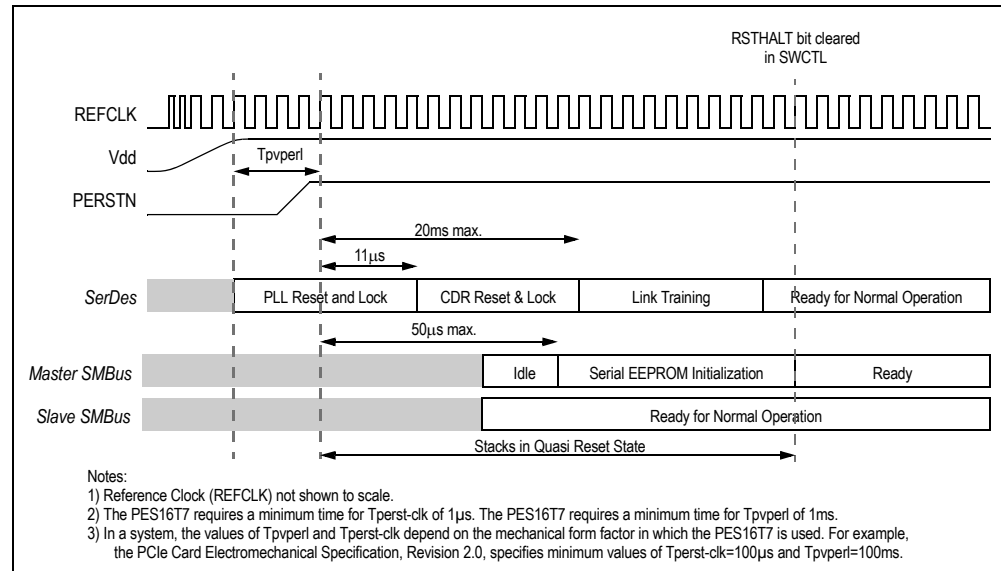 RSTHALT bit cleared
in SWCTL
REFCLK
Vdd
Tpvperl
PERSTN
20ms max.
11μs
SerDes
PLL Reset and Lock
CDR Reset & Lock
Link Training
Ready for Normal Operation
50μs max.
Master SMBus
Idle
Serial EEPROM Initialization
Ready
Slave SMBus
Ready for Normal Operation
Stacks in Quasi Reset State
Notes:
1) Reference Clock (REFCLK) not shown to scale.
2) The PES16T7 requires a minimum time for Tperst-clk of 1µs. The PES16T7 requires a minimum time for Tpvperl of 1ms.
3) In a system, the values of Tpvperl and Tperst-clk depend on the mechanical form factor in which the PES16T7 is used. For example,
the PCIe Card Electromechanical Specification, Revision 2.0, specifies minimum values of Tperst-clk=100µs and Tpvperl=100ms.